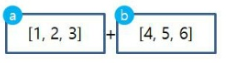 a b
[1, 2, 3] + [4, 5, 6]